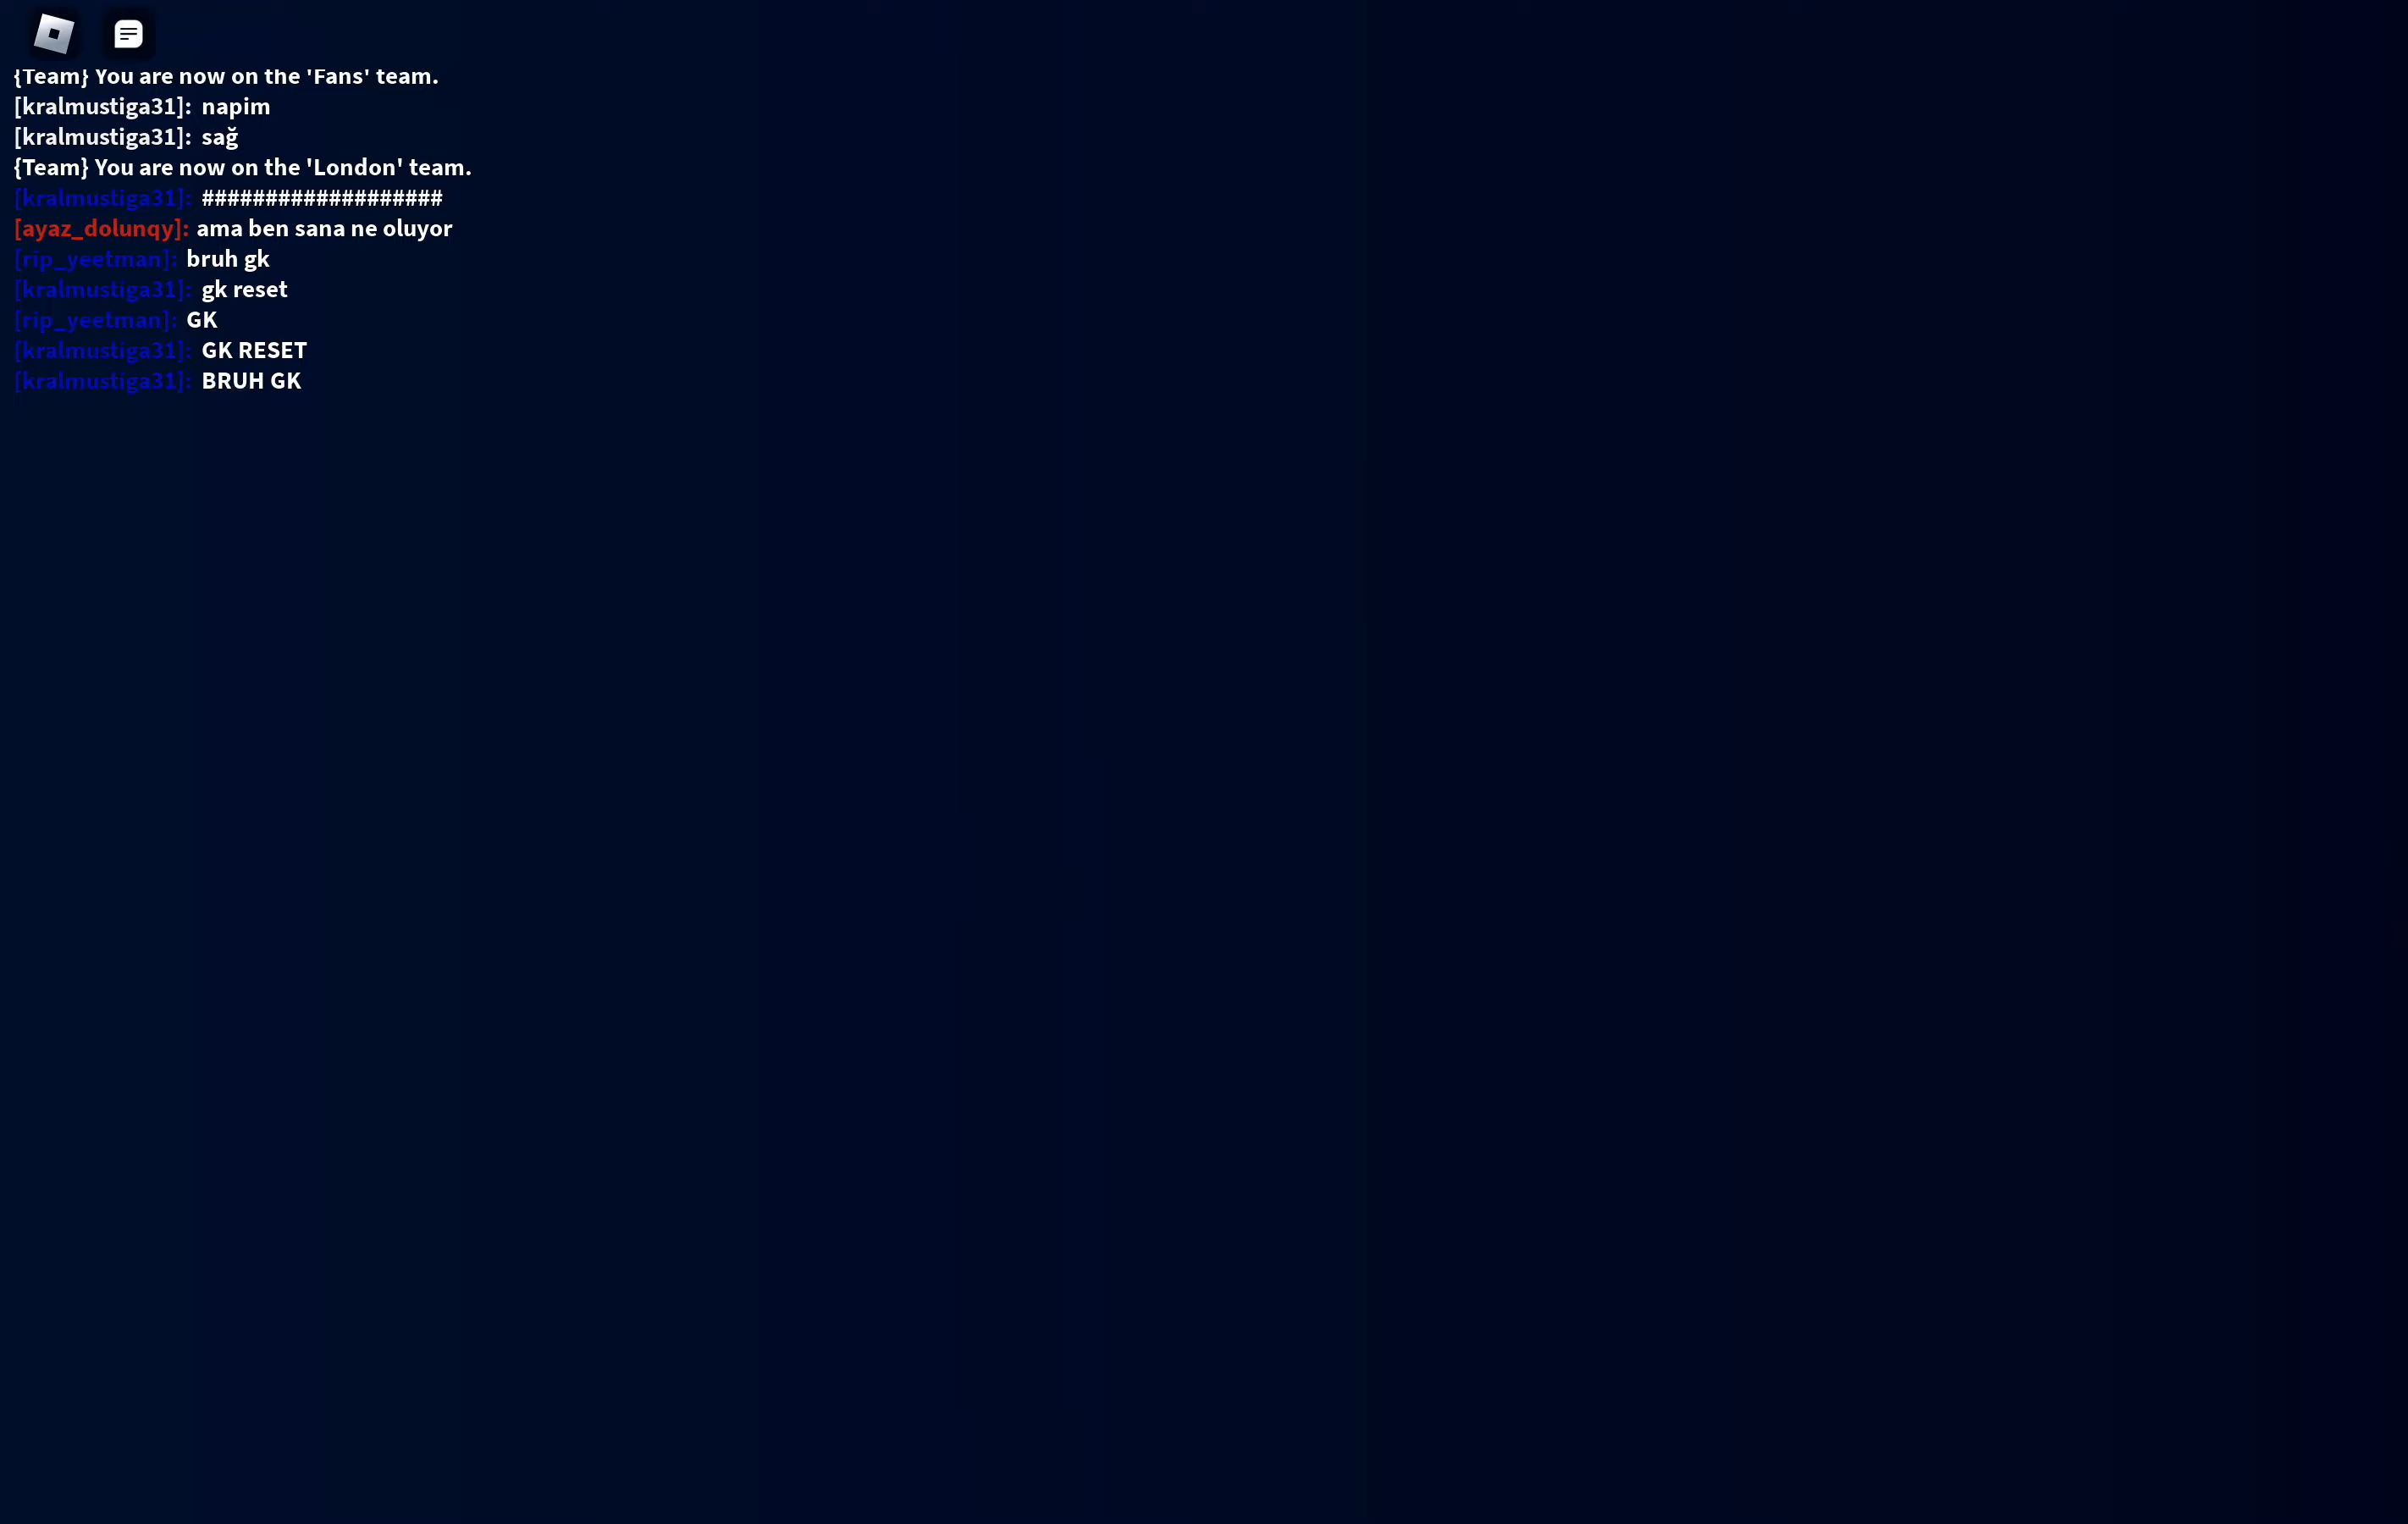 {Team} You are now on the 'Fans' team.
[kralmustiga31]: napim
[kralmustiga31]: sağ
{Team} You are now on the 'London' team.
[kralmustiga31]: ###################
[ayaz_dolunqy]: ama ben sana ne oluyor
[rip_yeetman]: bruh gk
[kralmustiga31]: gk reset
[rip_yeetman]: GK
[kralmustiga31]: GK RESET
[kralmustiga31]: BRUH GK